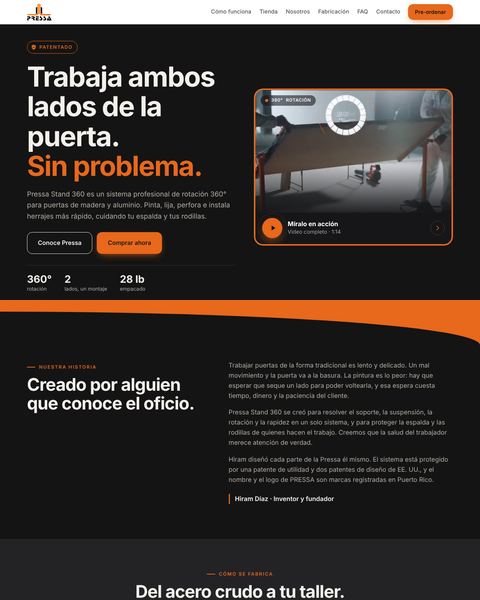 PRESSA
Cómo funciona Tienda Nosotros Fabricación FAQ Contacto Pre-ordenar
PATENTADO
Trabaja ambos
lados de la
puerta.
Sin problema.
Pressa Stand 360 es un sistema profesional de rotación 360°
para puertas de madera y aluminio. Pinta, lija, perfora e instala
herrajes más rápido, cuidando tu espalda y tus rodillas.
Conoce Pressa Comprar ahora
360° 2 28 lb
rotación lados, un montaje empacado
360° ROTACIÓN
Míralo en acción
Video completo · 1:14
NUESTRA HISTORIA
Creado por alguien
que conoce el oficio.
Trabajar puertas de la forma tradicional es lento y delicado. Un mal
movimiento y la puerta va a la basura. La pintura es lo peor: hay que
esperar que seque un lado para poder voltearla, y esa espera cuesta
tiempo, dinero y la paciencia del cliente.
Pressa Stand 360 se creó para resolver el soporte, la suspensión, la
rotación y la rapidez en un solo sistema, y para proteger la espalda y las
rodillas de quienes hacen el trabajo. Creemos que la salud del trabajador
merece atención de verdad.
Hiram diseñó cada parte de la Pressa él mismo. El sistema está protegido
por una patente de utilidad y dos patentes de diseño de EE. UU., y el
nombre y el logo de PRESSA son marcas registradas en Puerto Rico.
Hiram Díaz · Inventor y fundador
CÓMO SE FABRICA
Del acero crudo a tu taller.